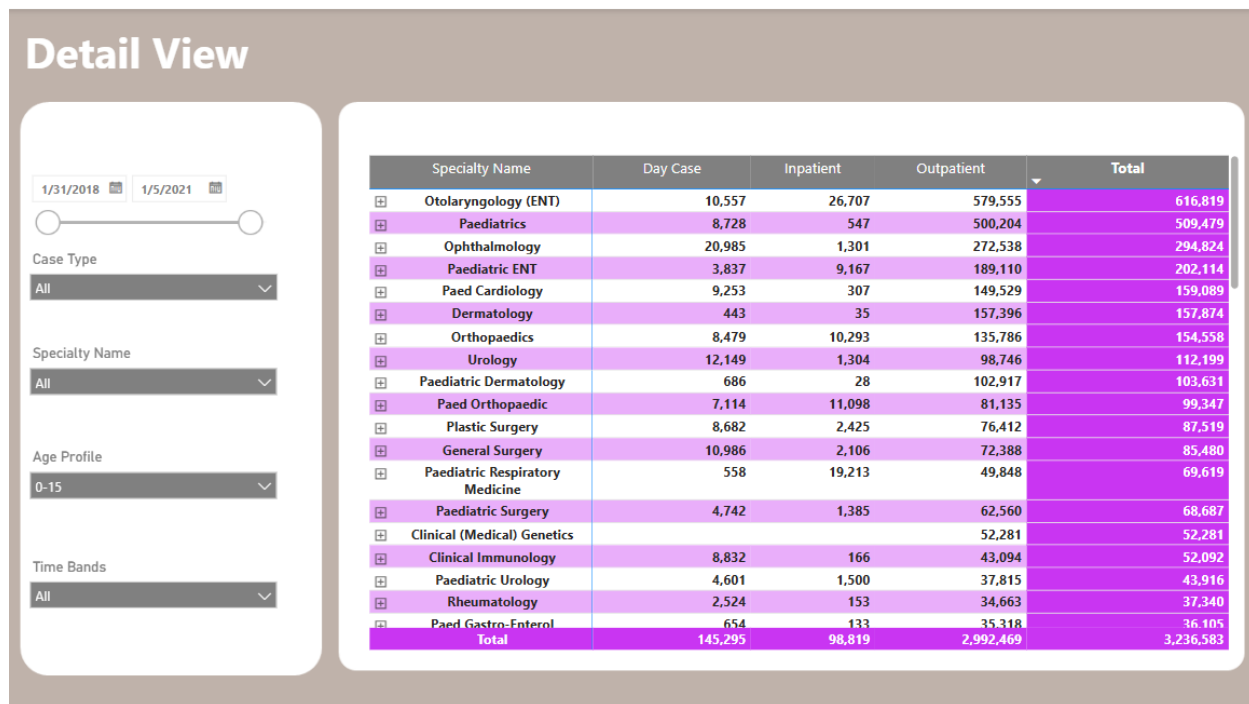 Detail View
1/31/2018 1/5/2021
Case Type
All
Specialty Name
All
Age Profile
0-15
Time Bands
All
Specialty Name Day Case Inpatient Outpatient Total
Otolaryngology (ENT) 10,557 26,707 579,555 616,819
Paediatrics 8,728 547 500,204 509,479
Ophthalmology 20,985 1,301 272,538 294,824
Paediatric ENT 3,837 9,167 189,110 202,114
Paed Cardiology 9,253 307 149,529 159,089
Dermatology 443 35 157,396 157,874
Orthopaedics 8,479 10,293 135,786 154,558
Urology 12,149 1,304 98,746 112,199
Paediatric Dermatology 686 28 102,917 103,631
Paed Orthopaedic 7,114 11,098 81,135 99,347
Plastic Surgery 8,682 2,425 76,412 87,519
General Surgery 10,986 2,106 72,388 85,480
Paediatric Respiratory 558 19,213 49,848 69,619
Medicine
Paediatric Surgery 4,742 1,385 62,560 68,687
Clinical (Medical) Genetics 52,281 52,281
Clinical Immunology 8,832 166 43,094 52,092
Paediatric Urology 4,601 1,500 37,815 43,916
Rheumatology 2,524 153 34,663 37,340
Paed Gastro-Enterol 654 133 35,318 36,105
Total 145,295 98,819 2,992,469 3,236,583